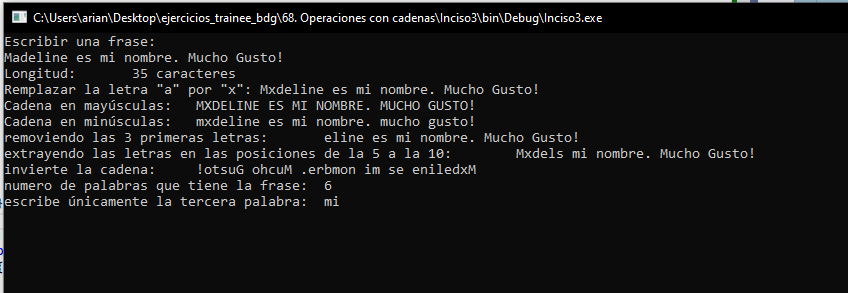 C:\Users\arian\Desktop\ejercicios_trainee_bdg\68. Operaciones con cadenas\Inciso3\bin\Debug\Inciso3.exe
Escribir una frase:
Madeline es mi nombre. Mucho Gusto!
Longitud:       35 caracteres
Remplazar la letra "a" por "x": Mxdeline es mi nombre. Mucho Gusto!
Cadena en mayúsculas:   MXDELINE ES MI NOMBRE. MUCHO GUSTO!
Cadena en minúsculas:   mxdeline es mi nombre. mucho gusto!
removiendo las 3 primeras letras:       eline es mi nombre. Mucho Gusto!
extrayendo las letras en las posiciones de la 5 a la 10:        Mxdels mi nombre. Mucho Gusto!
invierte la cadena:     !otsuG ohcuM .erbmon im se eniledxM
numero de palabras que tiene la frase:  6
escribe únicamente la tercera palabra:  mi